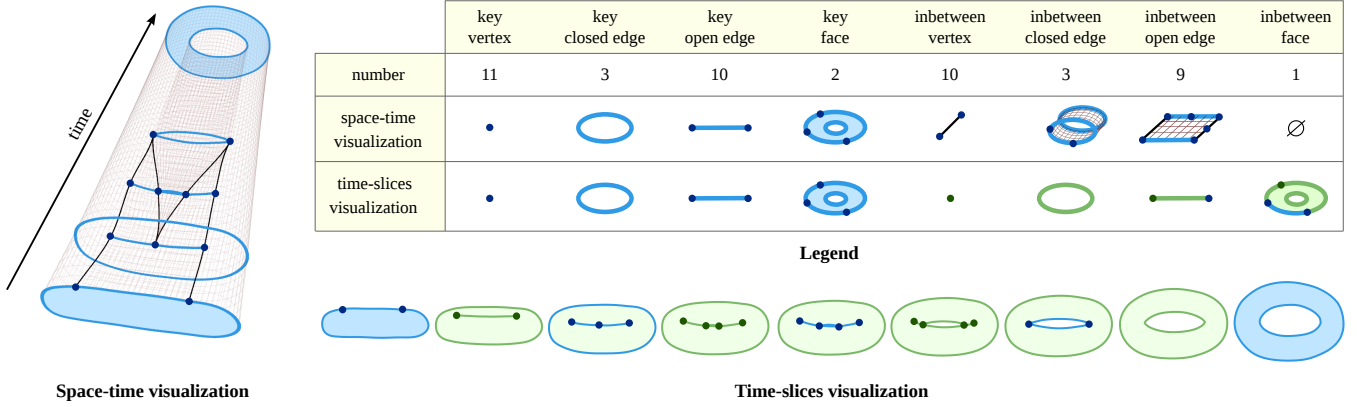 time
key vertex
key closed edge
key open edge
key face
inbetween vertex
inbetween closed edge
inbetween open edge
inbetween face
number
11
3
10
2
10
3
9
1
space-time
visualization
∅
time-slices
visualization
Legend
Space-time visualization
Time-slices visualization